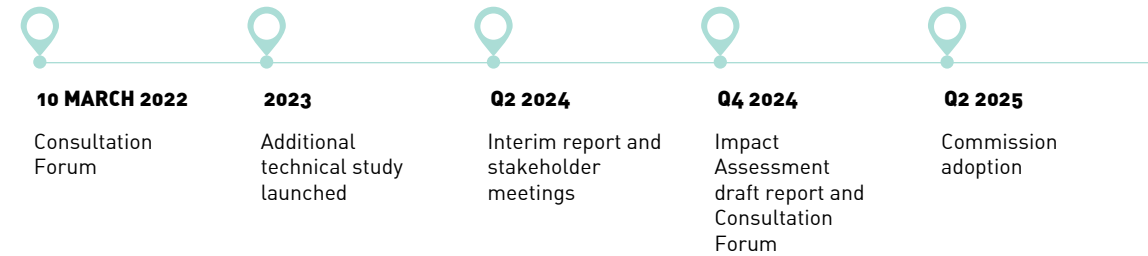 10 MARCH 2022
Consultation
Forum
2023
Additional
technical study
launched
Q2 2024
Interim report and
stakeholder
meetings
Q4 2024
Impact
Assessment
draft report and
Consultation
Forum
Q2 2025
Commission
adoption